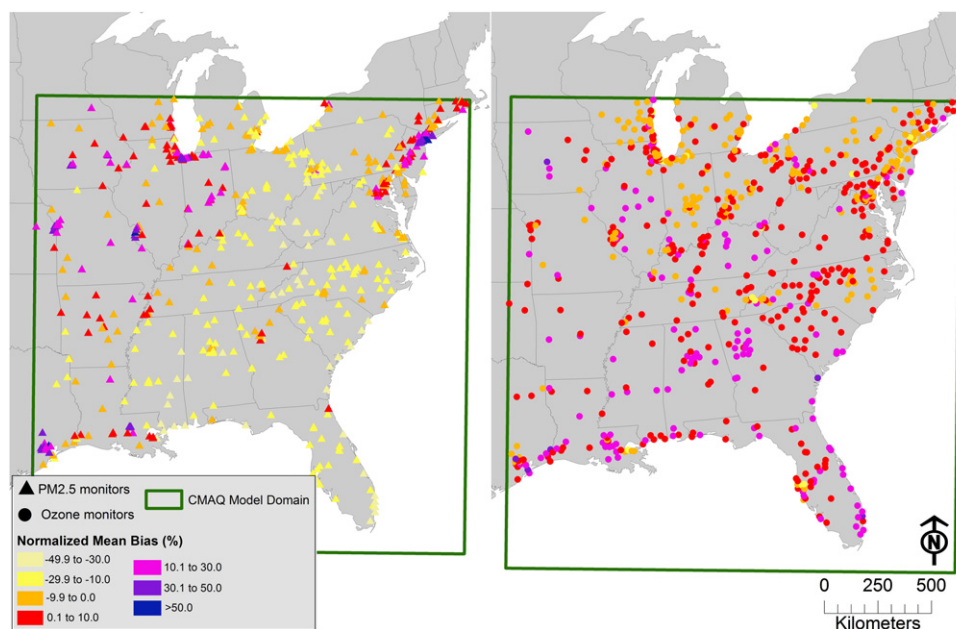 PM2.5 monitors
Ozone monitors
CMAQ Model Domain
Normalized Mean Bias (%)
-49.9 to -30.0
-29.9 to -10.0
-9.9 to 0.0
0.1 to 10.0
10.1 to 30.0
30.1 to 50.0
>50.0
N
0 250 500
Kilometers